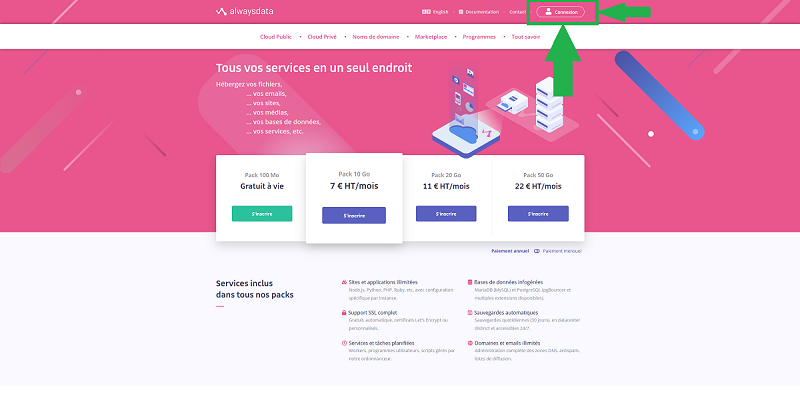 alwaysdata
English
Documentation
Contact
Connexion
Cloud Public • Cloud Privé • Noms de domaine • Marketplace • Programmes • Tout savoir
Tous vos services en un seul endroit
Hébergez vos fichiers,
... vos emails,
... vos sites,
... vos médias,
... vos bases de données,
... vos services, etc.
Pack 100 Mo
Gratuit à vie
S'inscrire
Pack 10 Go
7 € HT/mois
S'inscrire
Pack 20 Go
11 € HT/mois
S'inscrire
Pack 50 Go
22 € HT/mois
S'inscrire
Paiement annuel
Paiement mensuel
Services inclus
dans tous nos packs
Sites et applications illimitées
Node.js, Python, PHP, Ruby, etc, avec configuration
spécifique par instance.
Support SSL complet
Gratuit, automatique, certificats Let's Encrypt ou
personnalisés.
Services et tâches planifiées
Workers, programmes utilisateurs, scripts gérés par
notre ordonnanceur.
Bases de données infogérées
MariaDB (MySQL) et PostgreSQL (pgBouncer et
multiples extensions disponibles).
Sauvegardes automatiques
Sauvegardes quotidiennes (30 jours), en datacenter
distinct et accessibles 24/7.
Domaines et emails illimités
Administration complète des zones DNS, antispam,
listes de diffusion.